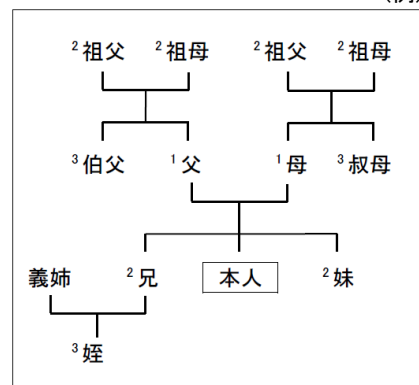 (例)
²祖父 ²祖母 ²祖父 ²祖母
³伯父 ¹父 ¹母 ³叔母
義姉 ²兄 本人 ²妹
³姪